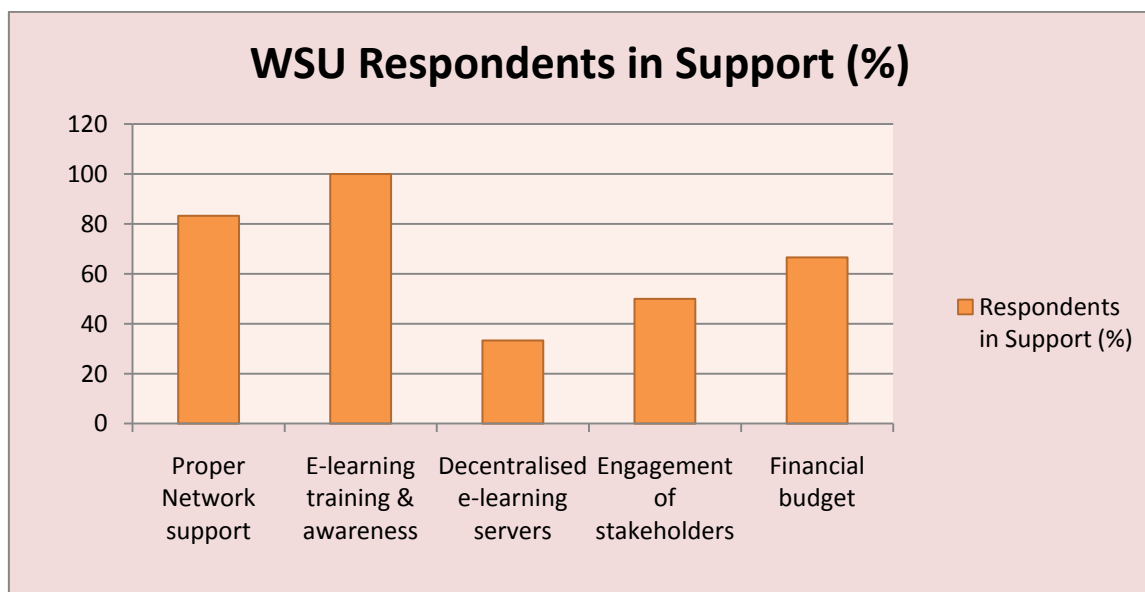 WSU Respondents in Support (%)
120
100
80
60
40
20
0
Proper
Network
support
E-learning
training &
awareness
Decentralised
e-learning
servers
Engagement
of
stakeholders
Financial
budget
Respondents
in Support (%)